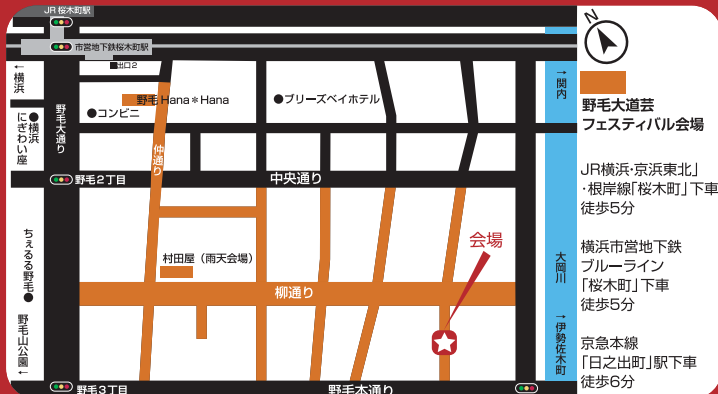 JR 桜木町駅
市営地下鉄桜木町駅
出口2
←横浜
野毛Hana＊Hana
●コンビニ
●ブリーズベイホテル
→関内
●横浜
にぎわい座
野毛大通り
仲通り
野毛2丁目
中央通り
ちぇるる野毛●
村田屋（雨天会場）
会場
大岡川
柳通り
野毛山公園←
→伊勢佐木町
野毛3丁目
野毛本通り
N
野毛大道芸
フェスティバル会場
JR横浜･京浜東北｣
･根岸線｢桜木町｣下車
徒歩5分
横浜市営地下鉄
ブルーライン
｢桜木町｣下車
徒歩5分
京急本線
｢日之出町｣駅下車
徒歩6分